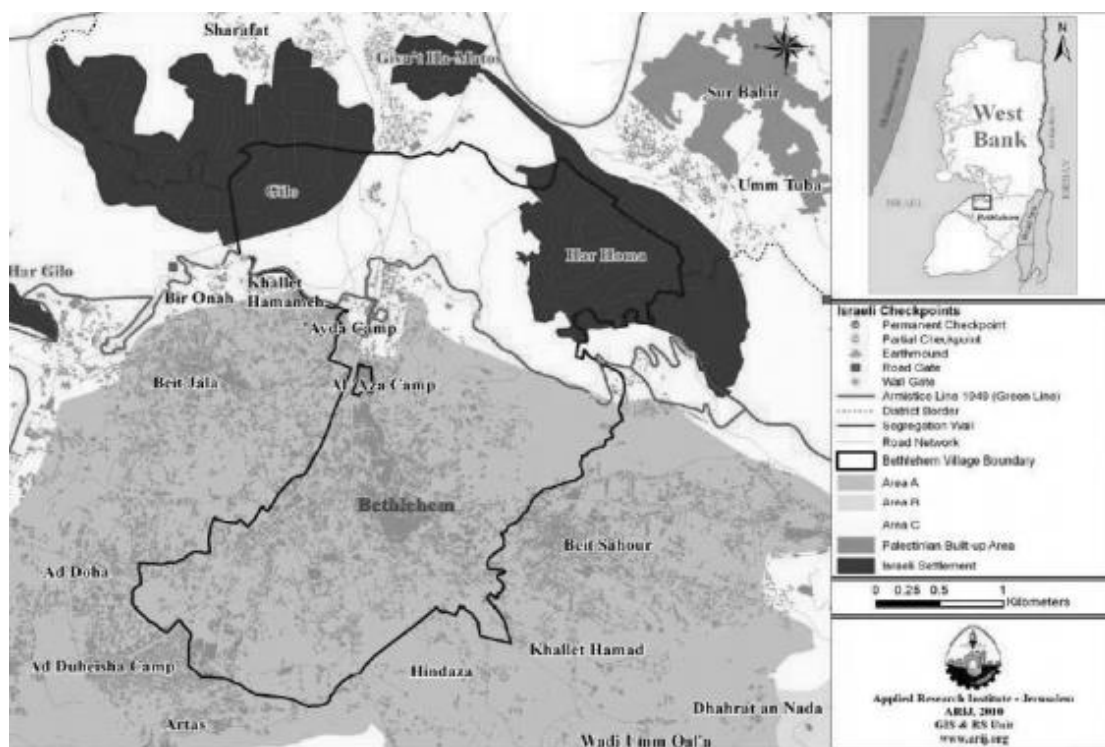 Sharafat
Giva't Ha-Matos
Sur Bahir
Umm Tuba
Gilo
Har Homa
Har Gilo
Bir Onah
Khallet
Hamameh
'Ayda Camp
Beit Jala
Al 'Aza Camp
Bethlehem
Beit Sahour
Ad Doha
Ad Duheisha Camp
Hindaza
Khallet Hamad
Artas
Dhahrat an Nada
N
West
Bank
ISRAEL
Bethlehem
Israeli Checkpoints
Permanent Checkpoint
Partial Checkpoint
Earthmound
Road Gate
Wall Gate
Armistice Line 1949 (Green Line)
District Border
Segregation Wall
Road Network
Bethlehem Village Boundary
Area A
Area B
Area C
Palestinian Built-up Area
Israeli Settlement
0 0.25 0.5 1
Kilometers
Applied Research Institute - Jerusalem
ARIJ, 2010
GIS & RS Unit
www.arij.org